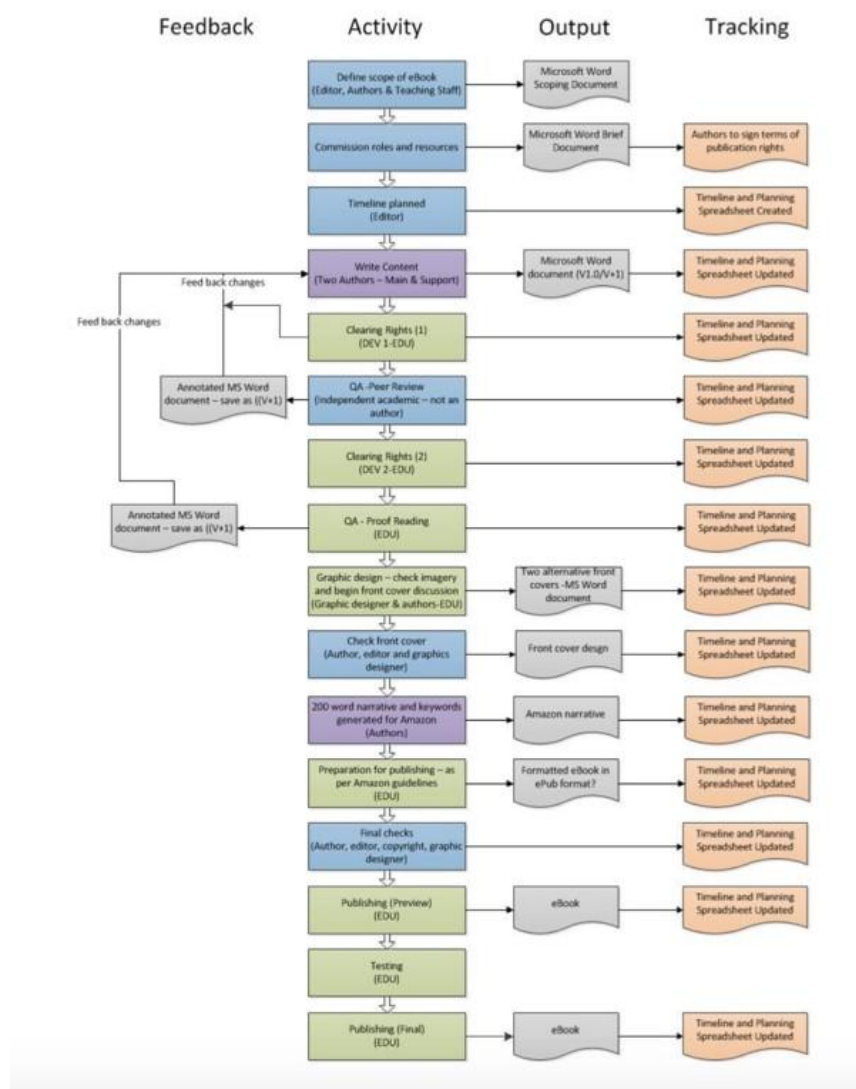 Feedback
Activity
Output
Tracking
Define scope of eBook
(Editor, Authors & Teaching Staff)
Microsoft Word
Scoping Document
Commission roles and resources
Microsoft Word Brief
Document
Authors to sign terms of
publication rights
Timeline planned
(Editor)
Timeline and Planning
Spreadsheet Created
Write Content
(Two Authors – Main & Support)
Microsoft Word
document (V1.0/V+1)
Timeline and Planning
Spreadsheet Updated
Feed back changes
Feed back changes
Clearing Rights (1)
(DEV 1-EDU)
Timeline and Planning
Spreadsheet Updated
Annotated MS Word
document – save as ((V+1)
QA -Peer Review
(Independent academic – not an
author)
Timeline and Planning
Spreadsheet Updated
Clearing Rights (2)
(DEV 2-EDU)
Timeline and Planning
Spreadsheet Updated
Annotated MS Word
document – save as ((V+1)
QA - Proof Reading
(EDU)
Timeline and Planning
Spreadsheet Updated
Graphic design – check imagery
and begin front cover discussion
(Graphic designer & authors-EDU)
Two alternative front
covers -MS Word
document
Timeline and Planning
Spreadsheet Updated
Check front cover
(Author, editor and graphics
designer)
Front cover desgn
Timeline and Planning
Spreadsheet Updated
200 word narrative and keywords
generated for Amazon
(Authors)
Amazon narrative
Timeline and Planning
Spreadsheet Updated
Preparation for publishing – as
per Amazon guidelines
(EDU)
Formatted eBook in
ePub format?
Timeline and Planning
Spreadsheet Updated
Final checks
(Author, editor, copyright, graphic
designer)
Timeline and Planning
Spreadsheet Updated
Publishing (Preview)
(EDU)
eBook
Timeline and Planning
Spreadsheet Updated
Testing
(EDU)
Publishing (Final)
(EDU)
eBook
Timeline and Planning
Spreadsheet Updated